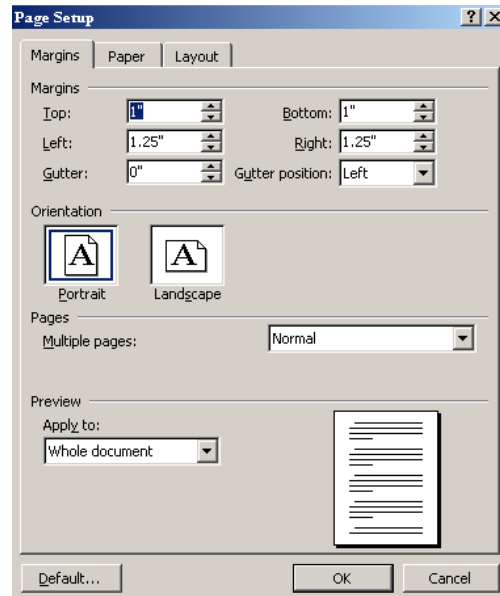 Page Setup
Margins Paper Layout
Margins
Top: 1" Bottom: 1"
Left: 1.25" Right: 1.25"
Gutter: 0" Gutter position: Left
Orientation
A A
Portrait Landscape
Pages
Multiple pages: Normal
Preview
Apply to:
Whole document
Default... OK Cancel